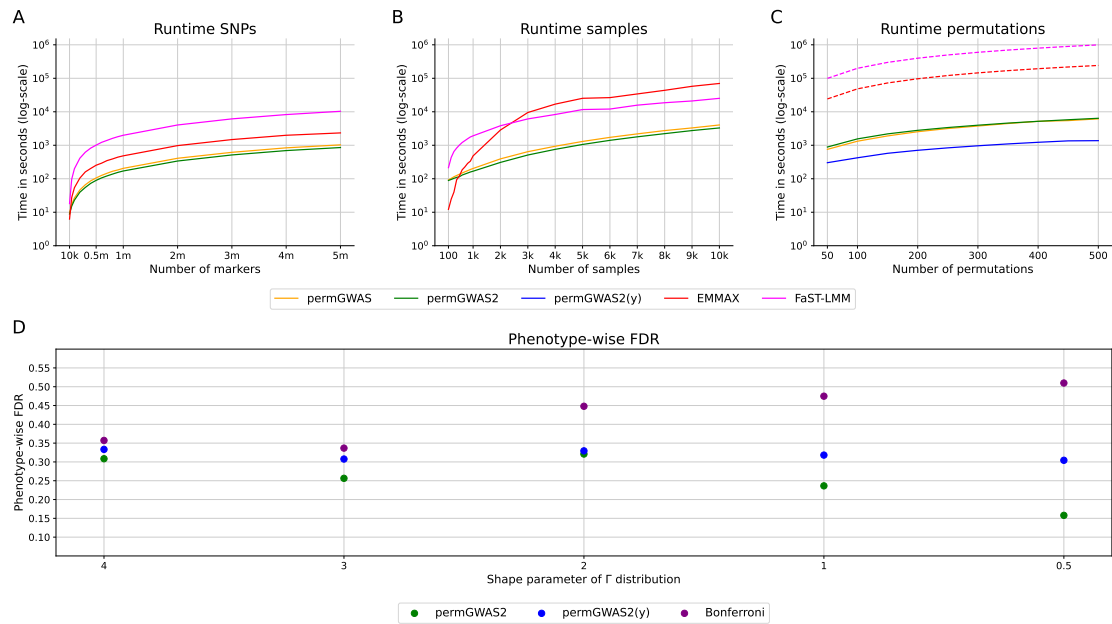 A
Runtime SNPs
Time in seconds (log-scale)
10⁶
10⁵
10⁴
10³
10²
10¹
10⁰
10k 0.5m 1m 2m 3m 4m 5m
Number of markers
B
Runtime samples
Time in seconds (log-scale)
10⁶
10⁵
10⁴
10³
10²
10¹
10⁰
100 1k 2k 3k 4k 5k 6k 7k 8k 9k 10k
Number of samples
C
Runtime permutations
Time in seconds (log-scale)
10⁶
10⁵
10⁴
10³
10²
10¹
10⁰
50 100 200 300 400 500
Number of permutations
permGWAS permGWAS2 permGWAS2(y) EMMAX FaST-LMM
D
Phenotype-wise FDR
Phenotype-wise FDR
0.55
0.50
0.45
0.40
0.35
0.30
0.25
0.20
0.15
0.10
4 3 2 1 0.5
Shape parameter of Γ distribution
permGWAS2 permGWAS2(y) Bonferroni